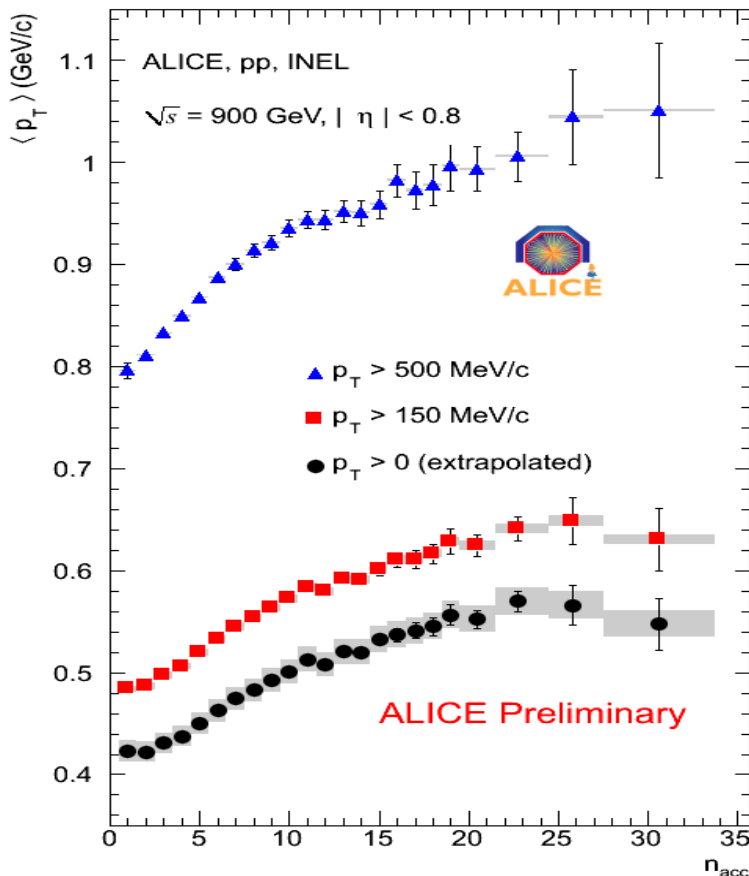 ⟨ p_T ⟩ (GeV/c)
ALICE, pp, INEL
√s = 900 GeV, | η | < 0.8
ALICE
p_T > 500 MeV/c
p_T > 150 MeV/c
p_T > 0 (extrapolated)
ALICE Preliminary
1.1
1
0.9
0.8
0.7
0.6
0.5
0.4
0 5 10 15 20 25 30 35
n_acc